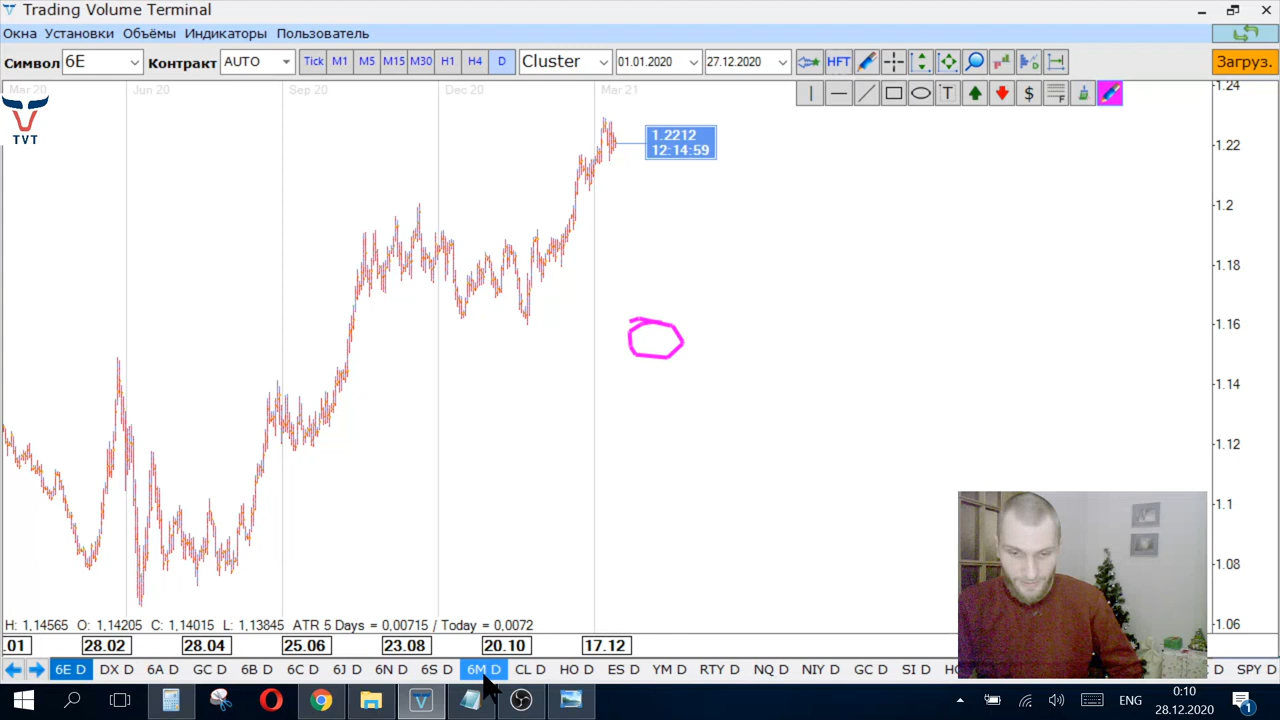 Trading Volume Terminal
Окна Установки Объёмы Индикаторы Пользователь
Символ 6E Контракт AUTO Tick M1 M5 M15 M30 H1 H4 D Cluster 01.01.2020 27.12.2020 HFT Загруз.
T $ F
Mar 20 Jun 20 Sep 20 Dec 20 Mar 21
TVT
1.24
1.22
1.2
1.18
1.16
1.14
1.12
1.1
1.08
1.06
1.2212
12:14:59
H: 1,14565 O: 1,14205 C: 1,14015 L: 1,13845 ATR 5 Days = 0,00715 / Today = 0,0072
.01 28.02 28.04 25.06 23.08 20.10 17.12
6E D DX D 6A D GC D 6B D 6C D 6J D 6N D 6S D 6M D CL D HO D ES D YM D RTY D NQ D NIY D GC D SI D D SPY D
ENG
0:10
28.12.2020
1